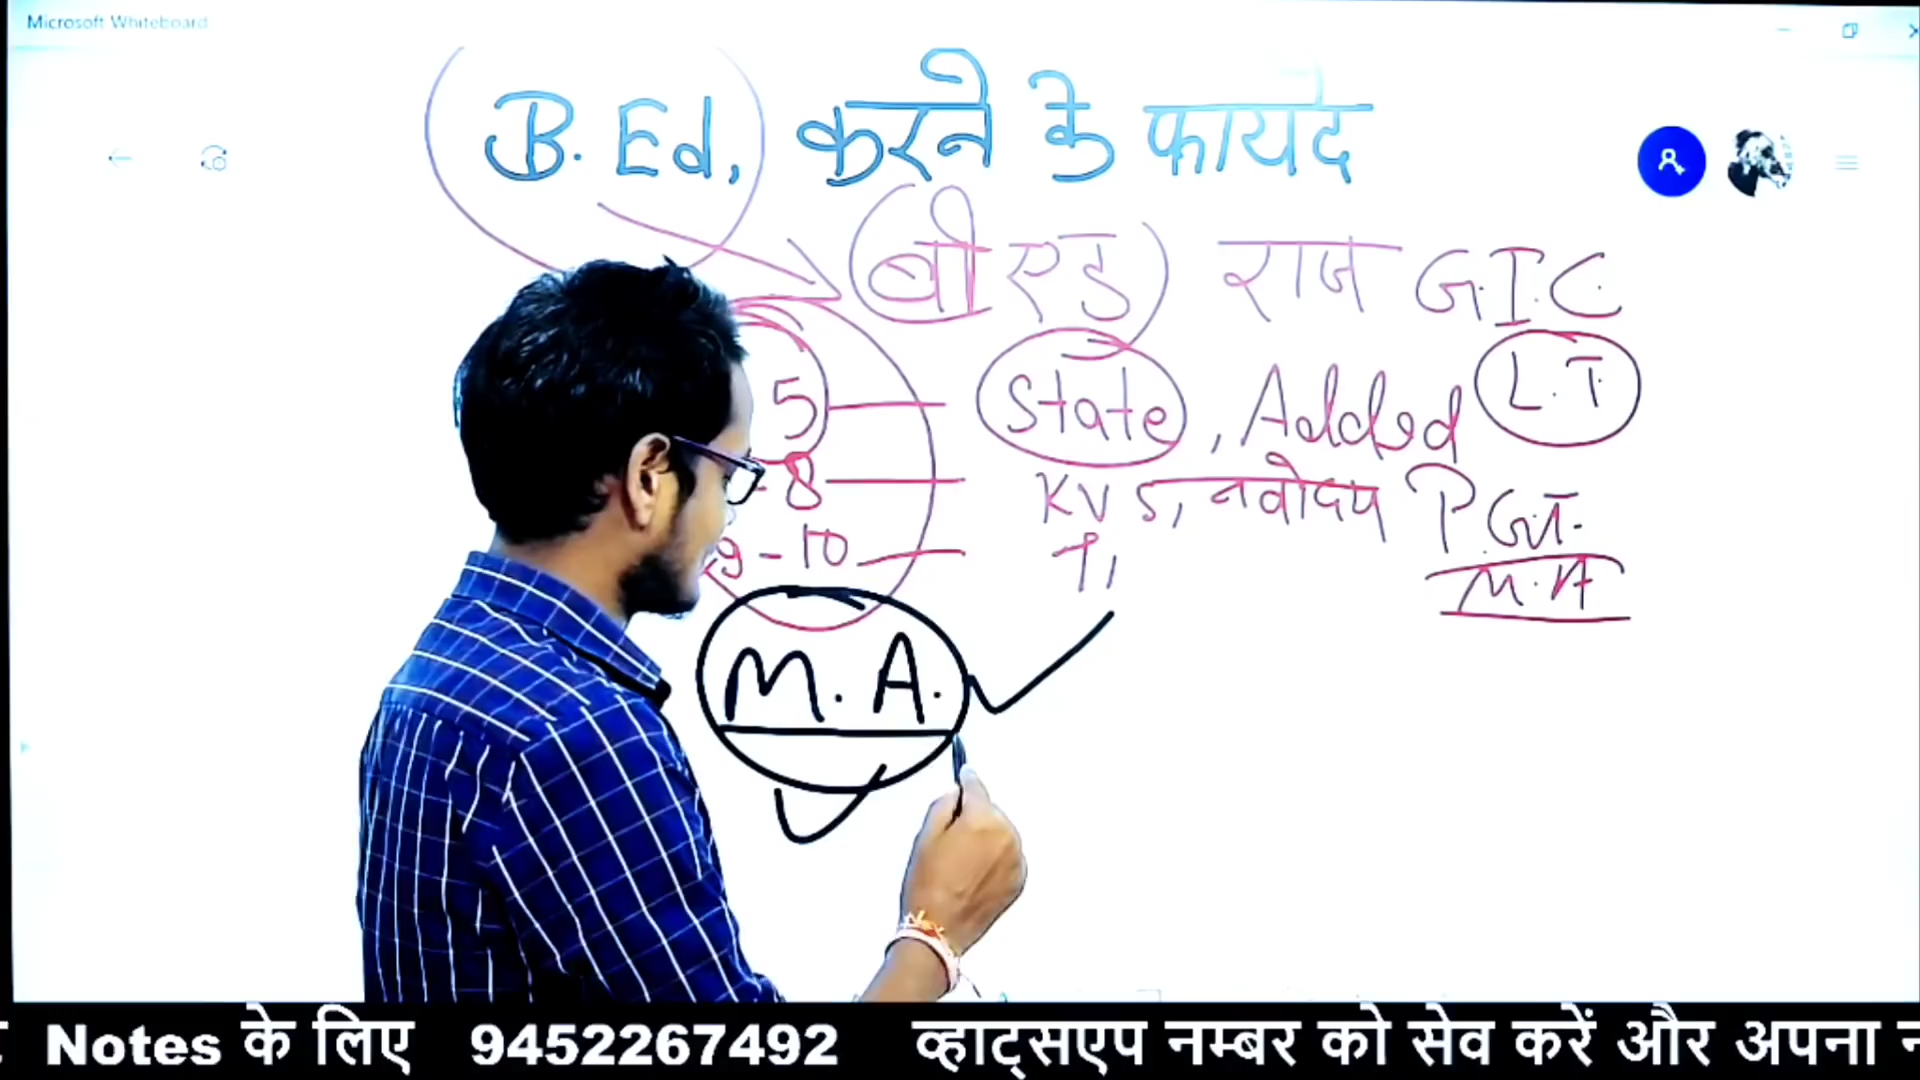 Microsoft Whiteboard
B. Ed, करने के फायदे
बी एड राज G.I.C.
5 State, Added L.T.
- 8 KVS, नवोदय PGT.
9 - 10 M.A
M. A.
Notes के लिए 9452267492 व्हाट्सएप नम्बर को सेव करें और अपना